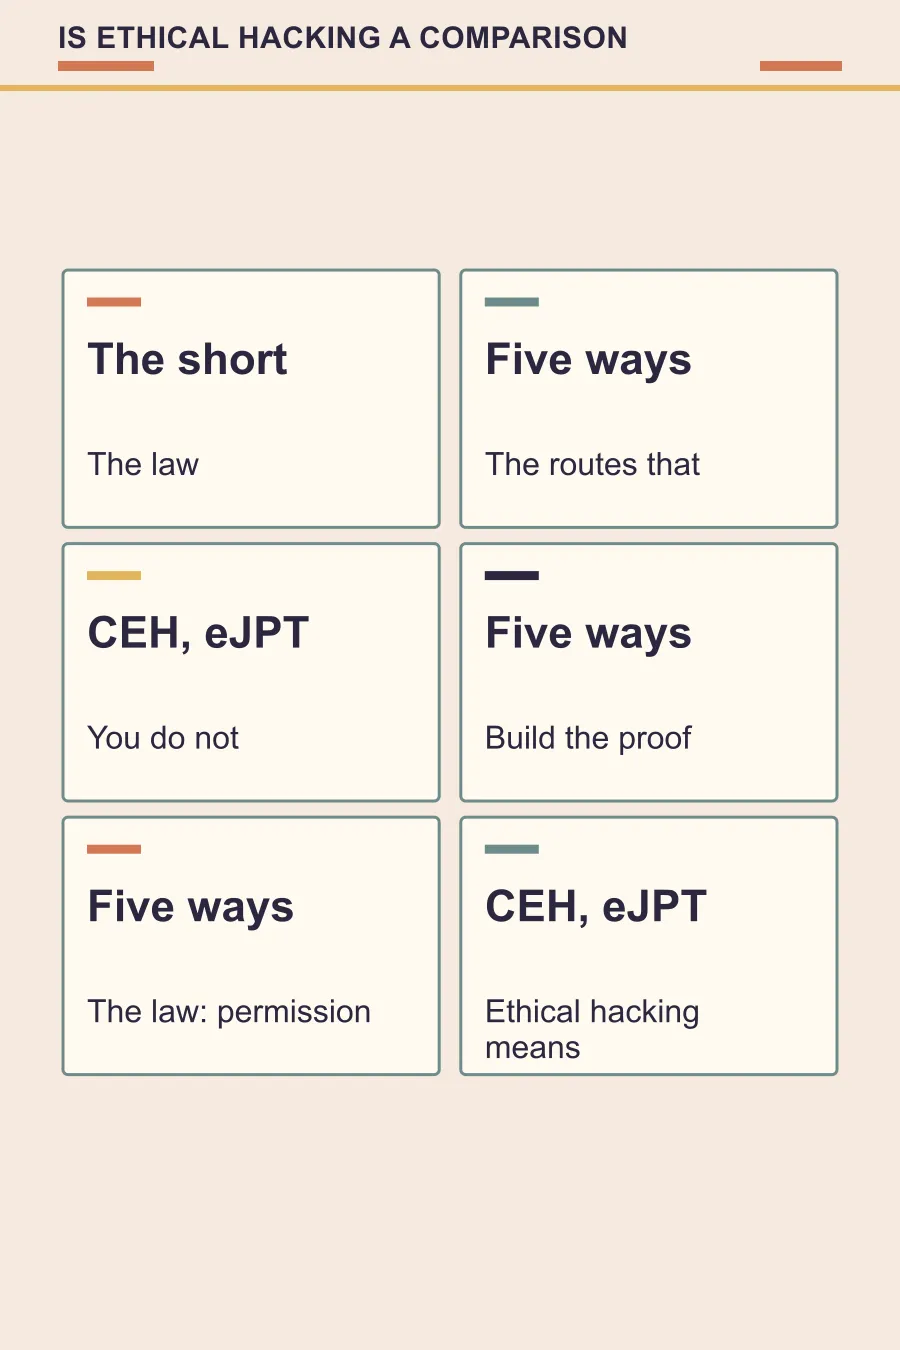 IS ETHICAL HACKING A COMPARISON
The short
The law
Five ways
The routes that
CEH, eJPT
You do not
Five ways
Build the proof
Five ways
The law: permission
CEH, eJPT
Ethical hacking
means